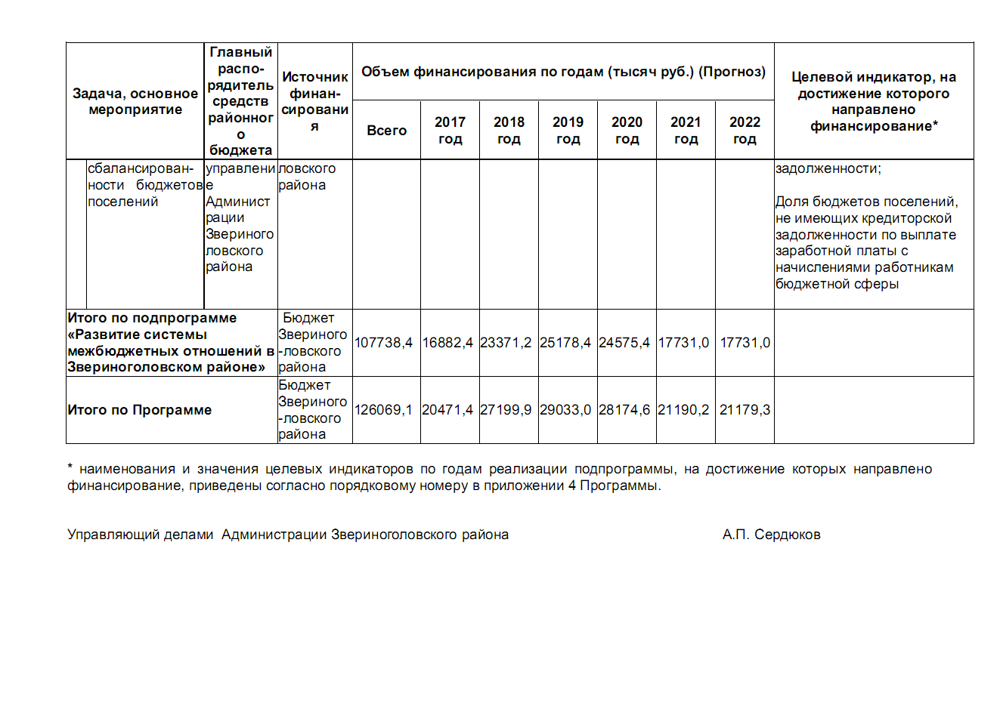 Задача, основное
мероприятие
Главный
распо-
рядитель
средств
районног
о
бюджета
Источник
финан-
сировани
я
Объем финансирования по годам (тысяч руб.) (Прогноз)
Всего
2017
год
2018
год
2019
год
2020
год
2021
год
2022
год
Целевой индикатор, на
достижение которого
направлено
финансирование*
сбалансирован-
ности бюджетов
поселений
управлени
е
Админист
рации
Звериного
ловского
района
ловского
района
задолженности;
Доля бюджетов поселений,
не имеющих кредиторской
задолженности по выплате
заработной платы с
начислениями работникам
бюджетной сферы
Итого по подпрограмме
«Развитие системы
межбюджетных отношений в
Звериноголовском районе»
Бюджет
Звериного
-ловского
района
107738,4
16882,4
23371,2
25178,4
24575,4
17731,0
17731,0
Итого по Программе
Бюджет
Звериного
-ловского
района
126069,1
20471,4
27199,9
29033,0
28174,6
21190,2
21179,3
* наименования и значения целевых индикаторов по годам реализации подпрограммы, на достижение которых направлено
финансирование, приведены согласно порядковому номеру в приложении 4 Программы.
Управляющий делами Администрации Звериноголовского района А.П. Сердюков